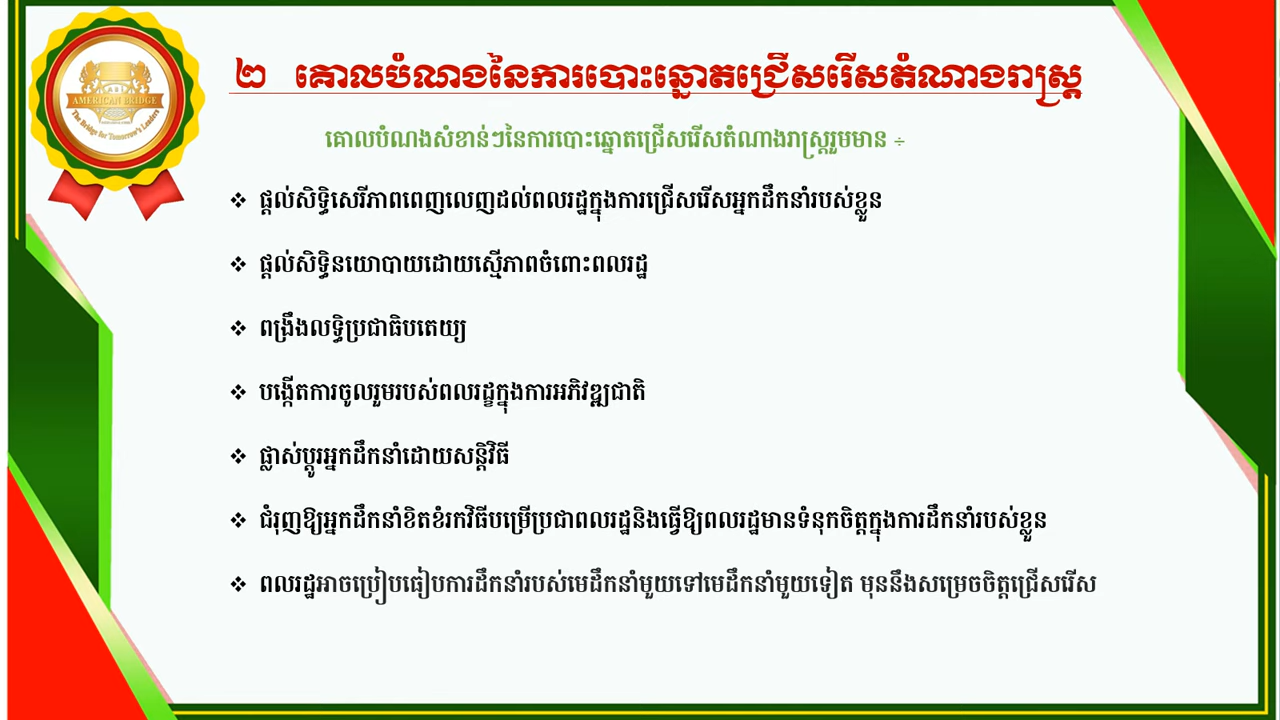 AMERICAN BRIDGE
The Bridge for Tomorrow's Leaders
២ គោលបំណងនៃការបោះឆ្នោតជ្រើសរើសតំណាងរាស្ត្រ
គោលបំណងសំខាន់ៗនៃការបោះឆ្នោតជ្រើសរើសតំណាងរាស្ត្ររួមមាន ÷
❖ ផ្តល់សិទ្ធិសេរីភាពពេញលេញដល់ពលរដ្ឋក្នុងការជ្រើសរើសអ្នកដឹកនាំរបស់ខ្លួន
❖ ផ្តល់សិទ្ធិនយោបាយដោយស្មើភាពចំពោះពលរដ្ឋ
❖ ពង្រឹងលទ្ធិប្រជាធិបតេយ្យ
❖ បង្កើតការចូលរួមរបស់ពលរដ្ឋក្នុងការអភិវឌ្ឍជាតិ
❖ ផ្លាស់ប្តូរអ្នកដឹកនាំដោយសន្តិវិធី
❖ ជំរុញឱ្យអ្នកដឹកនាំខិតខំរកវិធីបម្រើប្រជាពលរដ្ឋនិងធ្វើឱ្យពលរដ្ឋមានទំនុកចិត្តក្នុងការដឹកនាំរបស់ខ្លួន
❖ ពលរដ្ឋអាចប្រៀបធៀបការដឹកនាំរបស់មេដឹកនាំមួយទៅមេដឹកនាំមួយទៀត មុននឹងសម្រេចចិត្តជ្រើសរើស